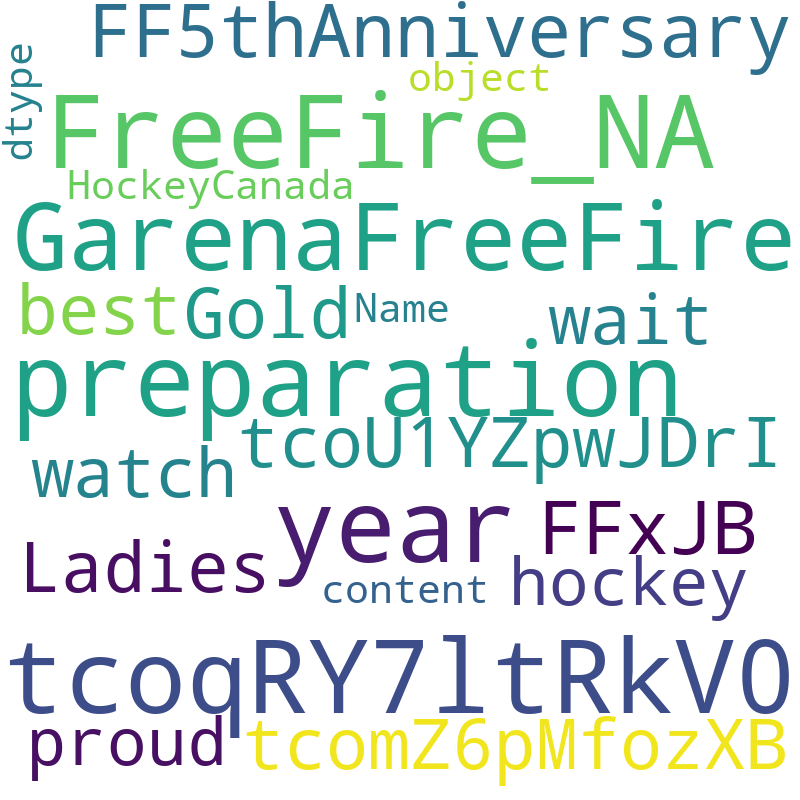 FF5thAnniversary
dtype
object
FreeFire_NA
HockeyCanada
GarenaFreeFire
best
Gold
Name
wait
preparation
tcoU1YZpwJDrI
watch
year
FFxJB
Ladies
content
hockey
tcoqRY7ltRkVO
proud
tcomZ6pMfozXB